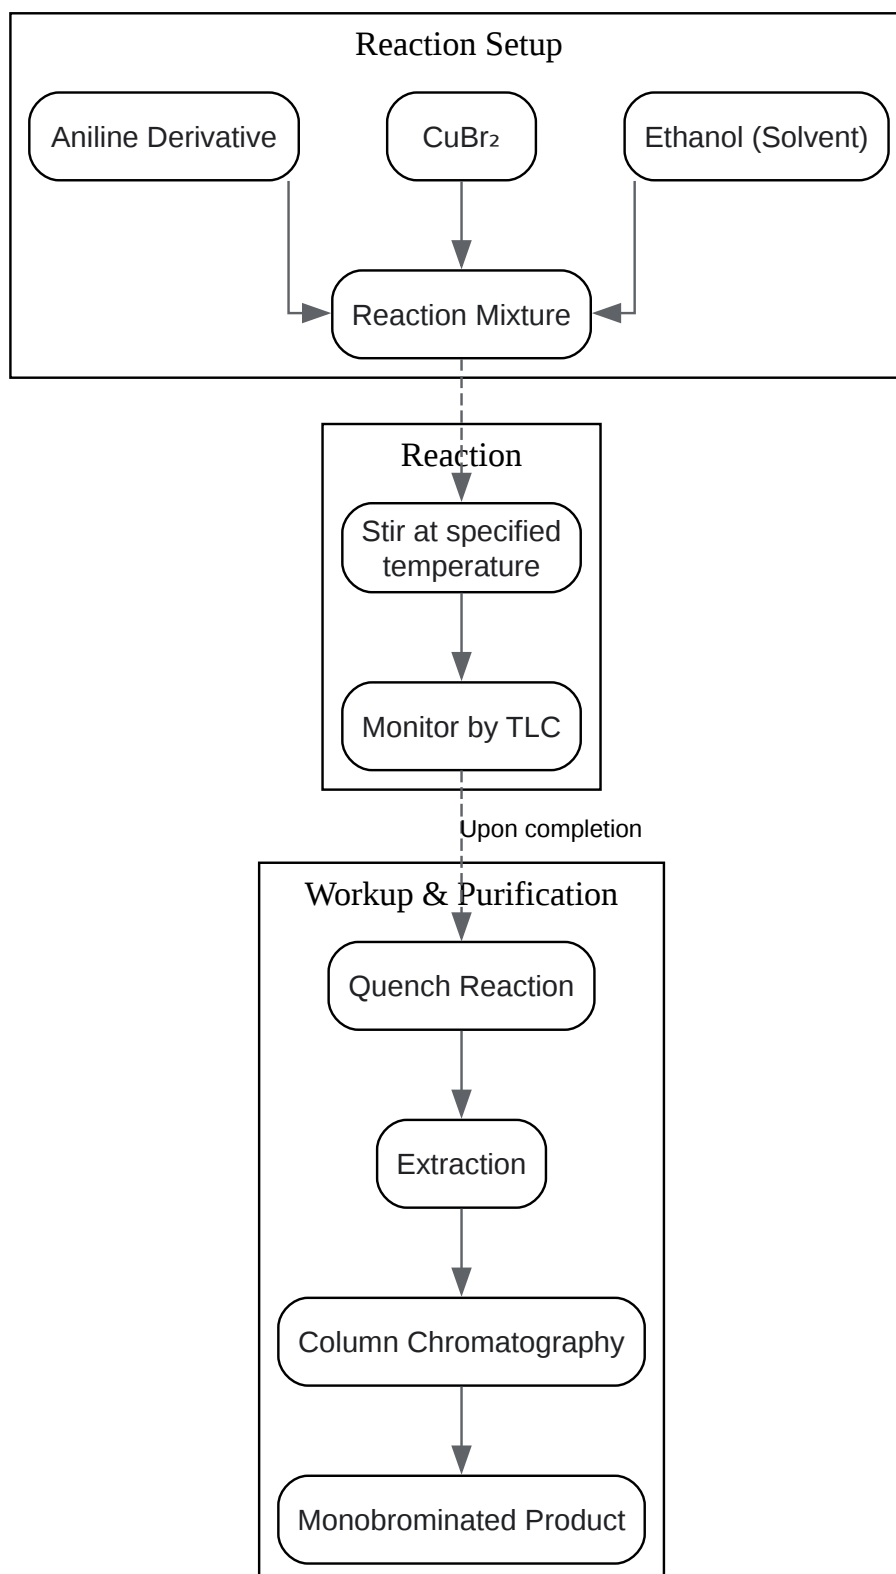 Reaction Setup
Aniline Derivative
CuBr₂
Ethanol (Solvent)
Reaction Mixture
Reaction
Stir at specified
temperature
Monitor by TLC
Upon completion
Workup & Purification
Quench Reaction
Extraction
Column Chromatography
Monobrominated Product